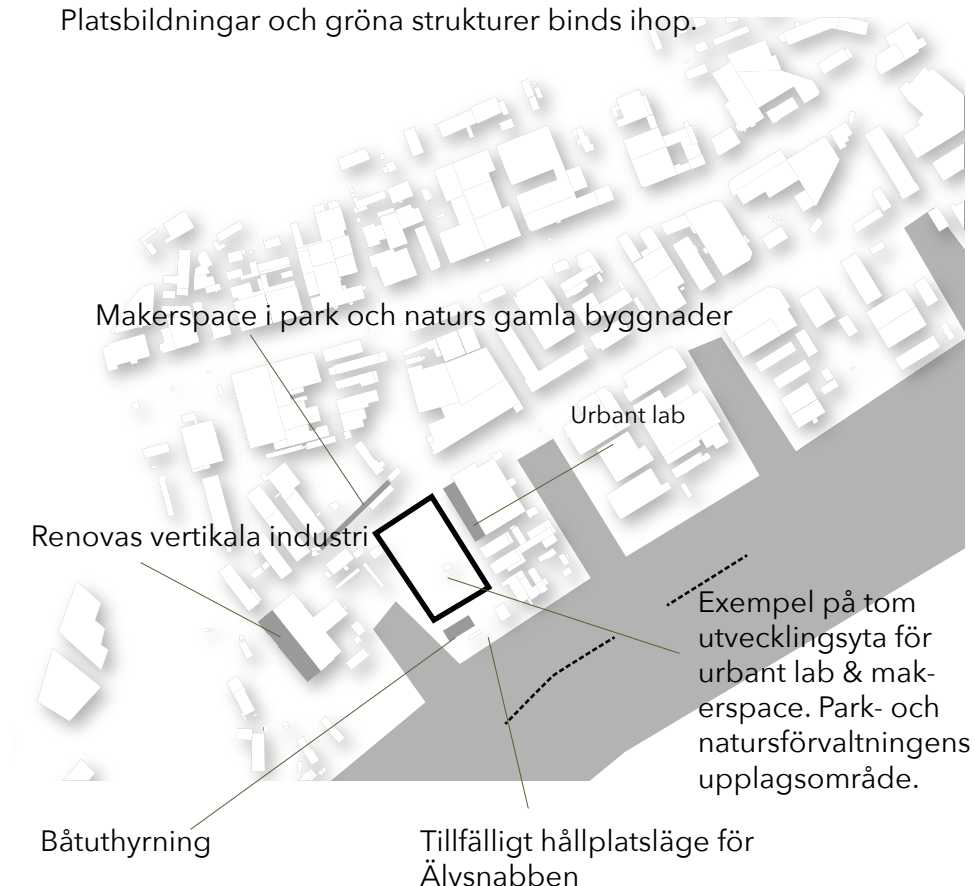 Platsbildningar och gröna strukturer binds ihop.
Makerspace i park och naturs gamla byggnader
Urbant lab
Renovas vertikala industri
Exempel på tom
utvecklingsyta för
urbant lab & mak-
erspace. Park- och
natursförvaltningens
upplagsområde.
Båtuthyrning
Tillfälligt hållplatsläge för
Älvsnabben